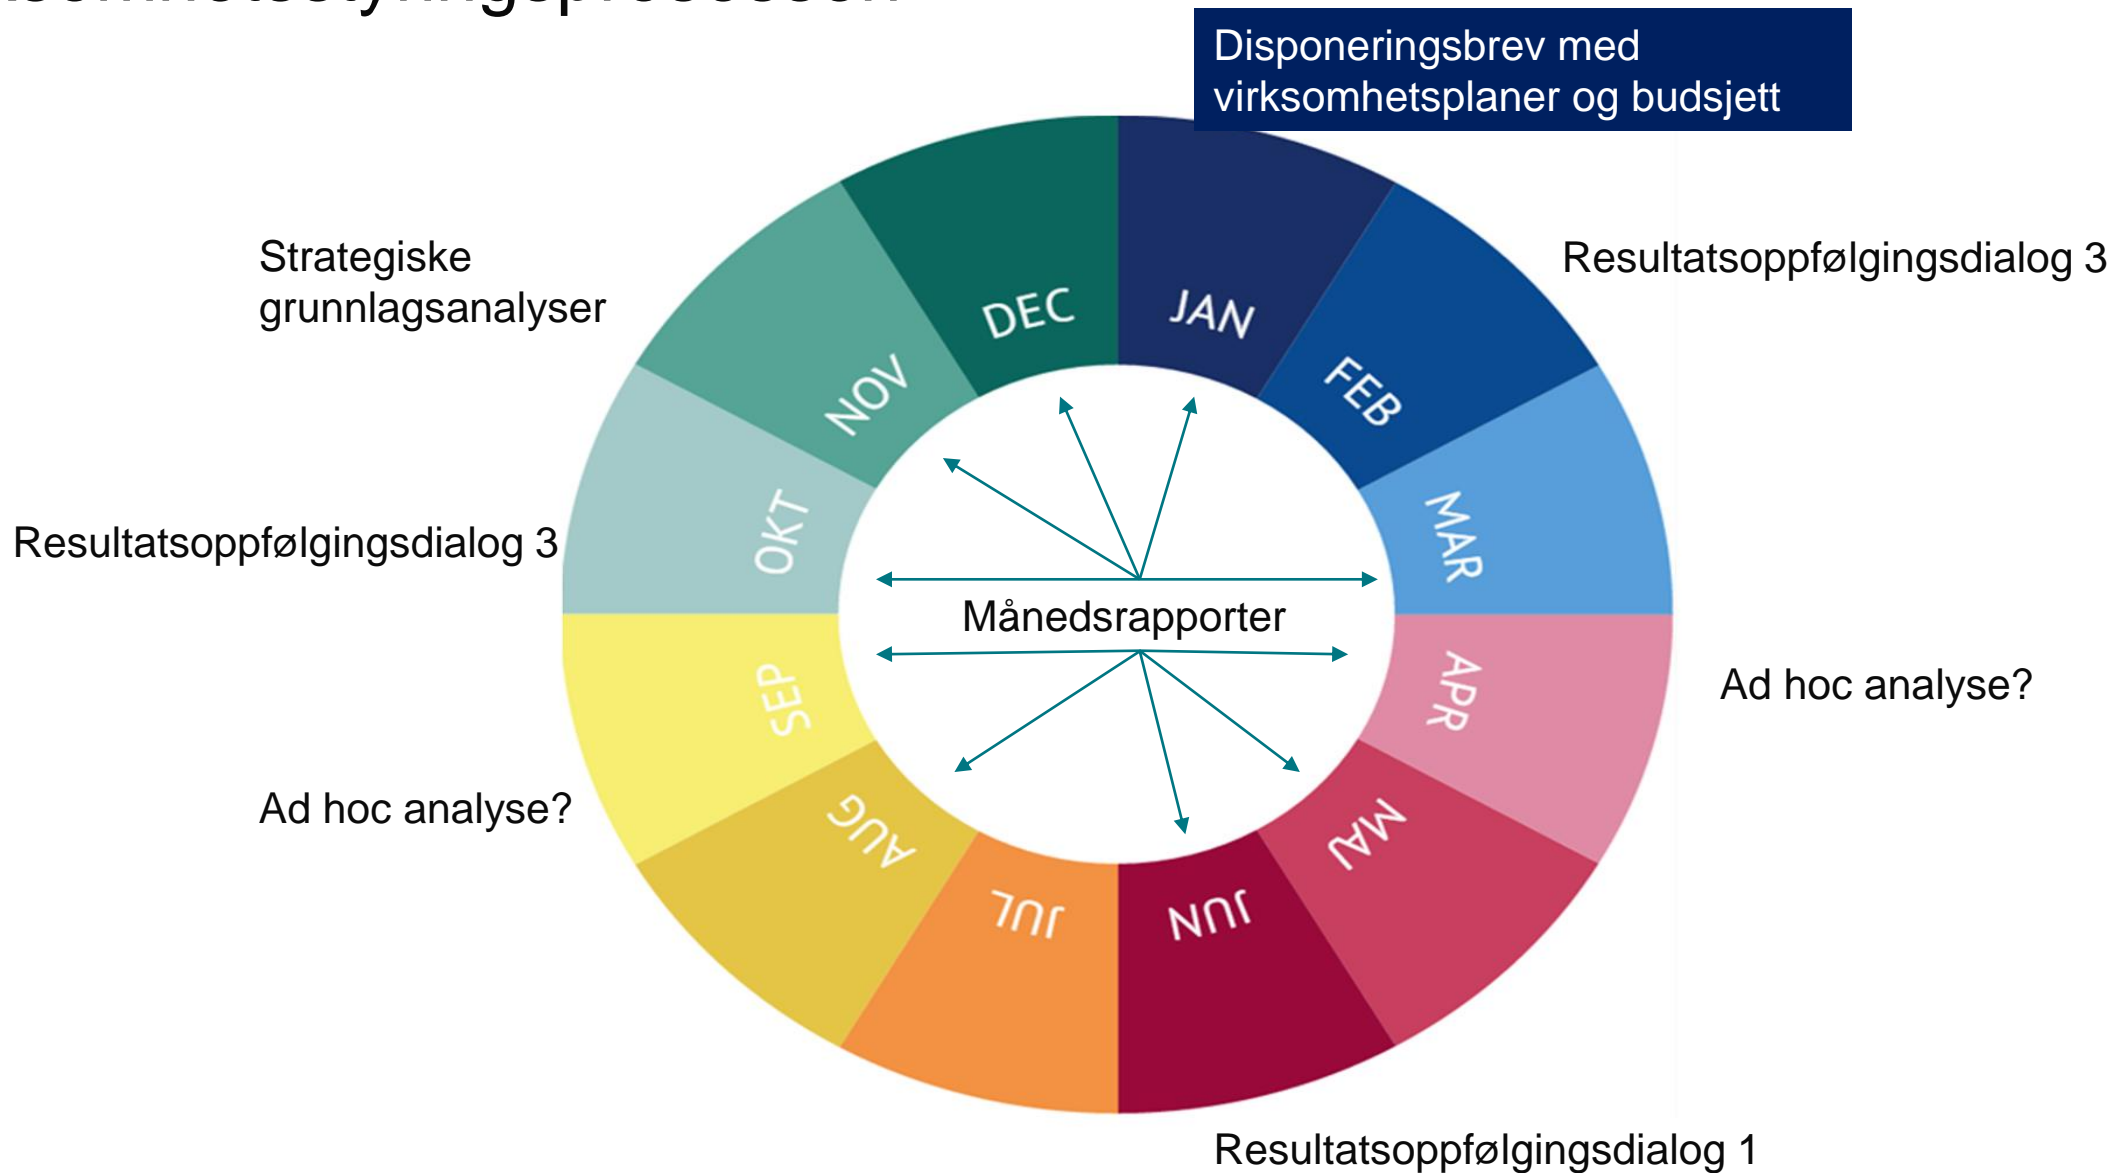 Disponeringsbrev med
virksomhetsplaner og budsjett
Strategiske
grunnlagsanalyser
Resultatsoppfølgingsdialog 3
DEC
JAN
NOV
FEB
Resultatsoppfølgingsdialog 3
OKT
MAR
Månedsrapporter
SEP
APR
Ad hoc analyse?
Ad hoc analyse?
AUG
MAJ
JUL
JUN
Resultatsoppfølgingsdialog 1